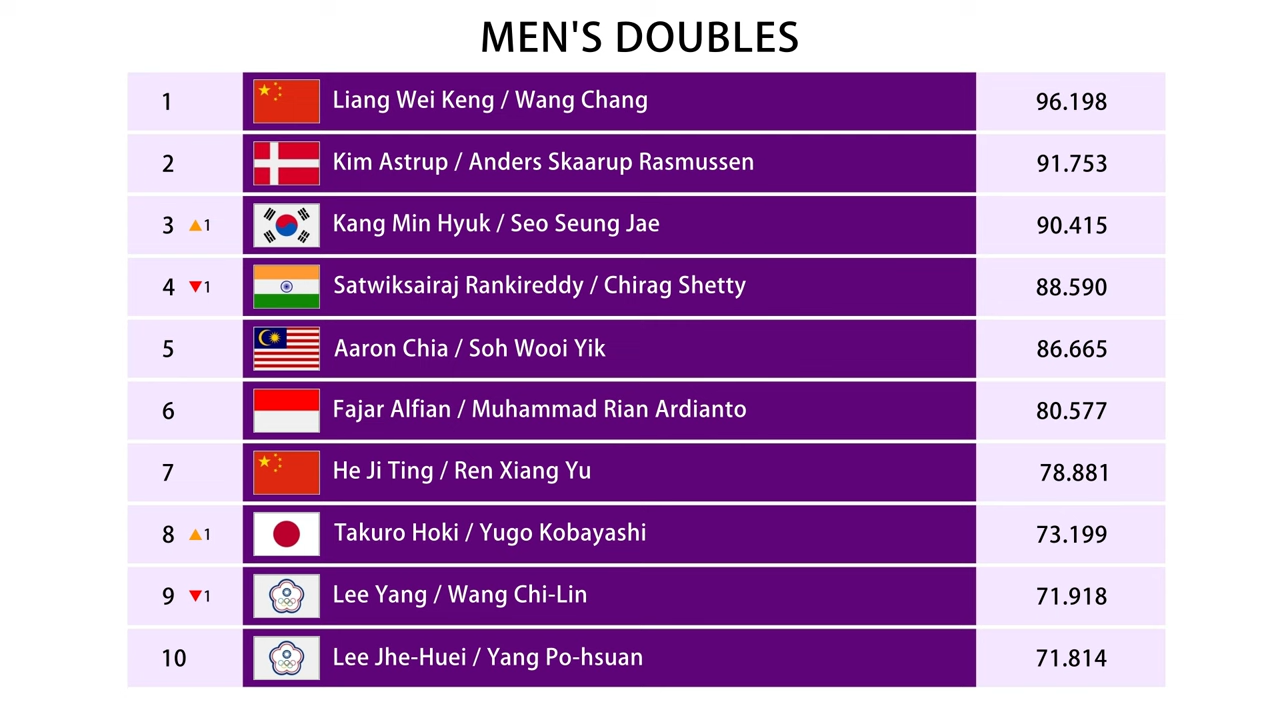 MEN'S DOUBLES
1 Liang Wei Keng / Wang Chang 96.198
2 Kim Astrup / Anders Skaarup Rasmussen 91.753
3 ▲1 Kang Min Hyuk / Seo Seung Jae 90.415
4 ▼1 Satwiksairaj Rankireddy / Chirag Shetty 88.590
5 Aaron Chia / Soh Wooi Yik 86.665
6 Fajar Alfian / Muhammad Rian Ardianto 80.577
7 He Ji Ting / Ren Xiang Yu 78.881
8 ▲1 Takuro Hoki / Yugo Kobayashi 73.199
9 ▼1 Lee Yang / Wang Chi-Lin 71.918
10 Lee Jhe-Huei / Yang Po-hsuan 71.814